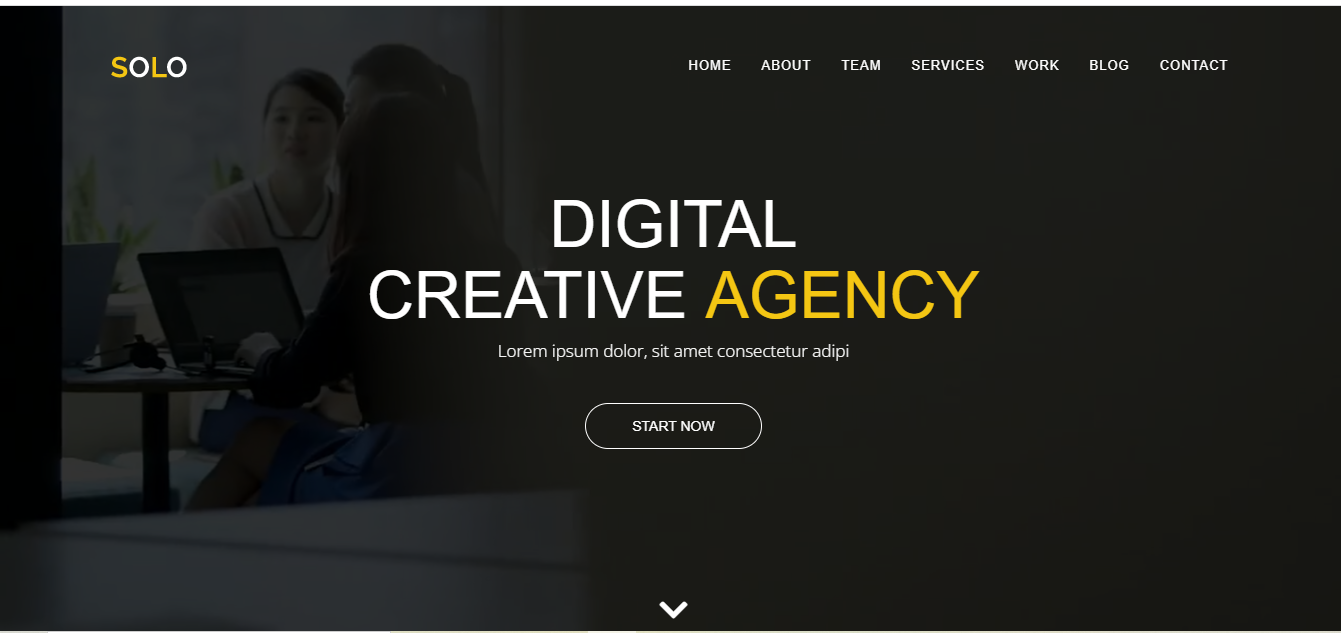 SOLO
HOME ABOUT TEAM SERVICES WORK BLOG CONTACT
DIGITAL
CREATIVE AGENCY
Lorem ipsum dolor, sit amet consectetur adipi
START NOW